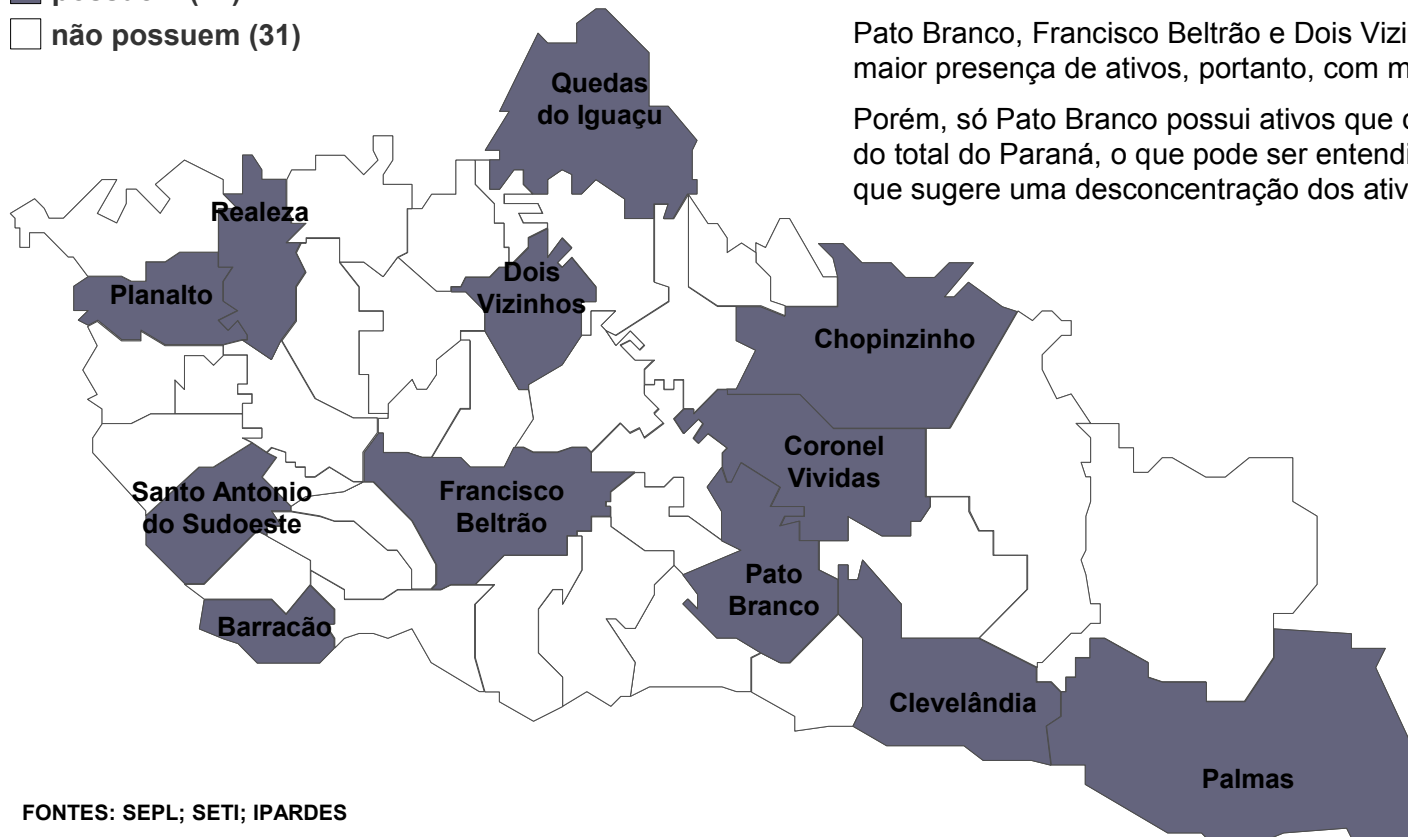 não possuem (31)
Pato Branco, Francisco Beltrão e Dois
maior presença de ativos, portanto, com
Porém, só Pato Branco possui ativos que
do total do Paraná, o que pode ser
que sugere uma desconcentração dos
Quedas
do Iguaçu
Realeza
Planalto
Dois
Vizinhos
Chopinzinho
Coronel
Vividas
Santo Antonio
do Sudoeste
Francisco
Beltrão
Pato
Branco
Barracão
Clevelândia
Palmas
FONTES: SEPL; SETI; IPARDES